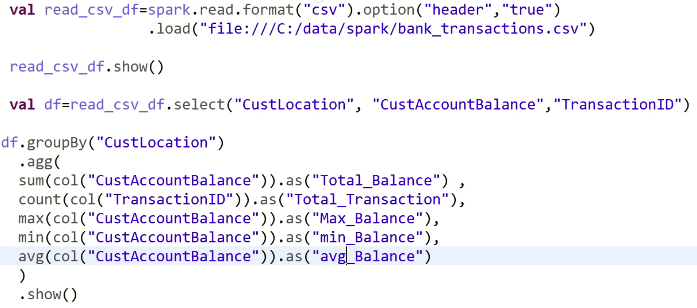 val read_csv_df=spark.read.format("csv").option("header","true")
.load("file:///C:/data/spark/bank_transactions.csv")
read_csv_df.show()
val df=read_csv_df.select("CustLocation", "CustAccountBalance","TransactionID")
df.groupBy("CustLocation")
.agg(
sum(col("CustAccountBalance")).as("Total_Balance") ,
count(col("TransactionID")).as("Total_Transaction"),
max(col("CustAccountBalance")).as("Max_Balance"),
min(col("CustAccountBalance")).as("min_Balance"),
avg(col("CustAccountBalance")).as("avg_Balance")
)
.show()